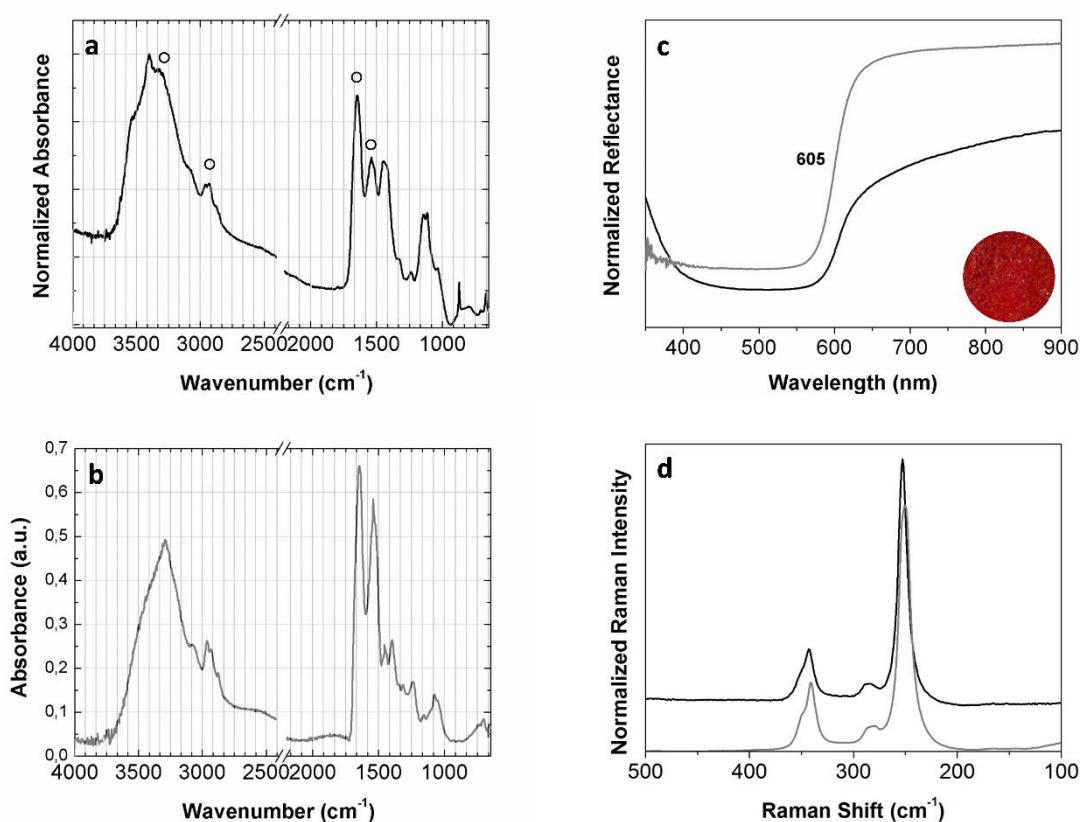 a
Normalized Absorbance
4000 3500 3000 2500 2000 1500 1000
Wavenumber (cm⁻¹)
c
Normalized Reflectance
605
400 500 600 700 800 900
Wavelength (nm)
b
Absorbance (a.u.)
0,7
0,6
0,5
0,4
0,3
0,2
0,1
0,0
4000 3500 3000 2500 2000 1500 1000
Wavenumber (cm⁻¹)
d
Normalized Raman Intensity
500 400 300 200 100
Raman Shift (cm⁻¹)